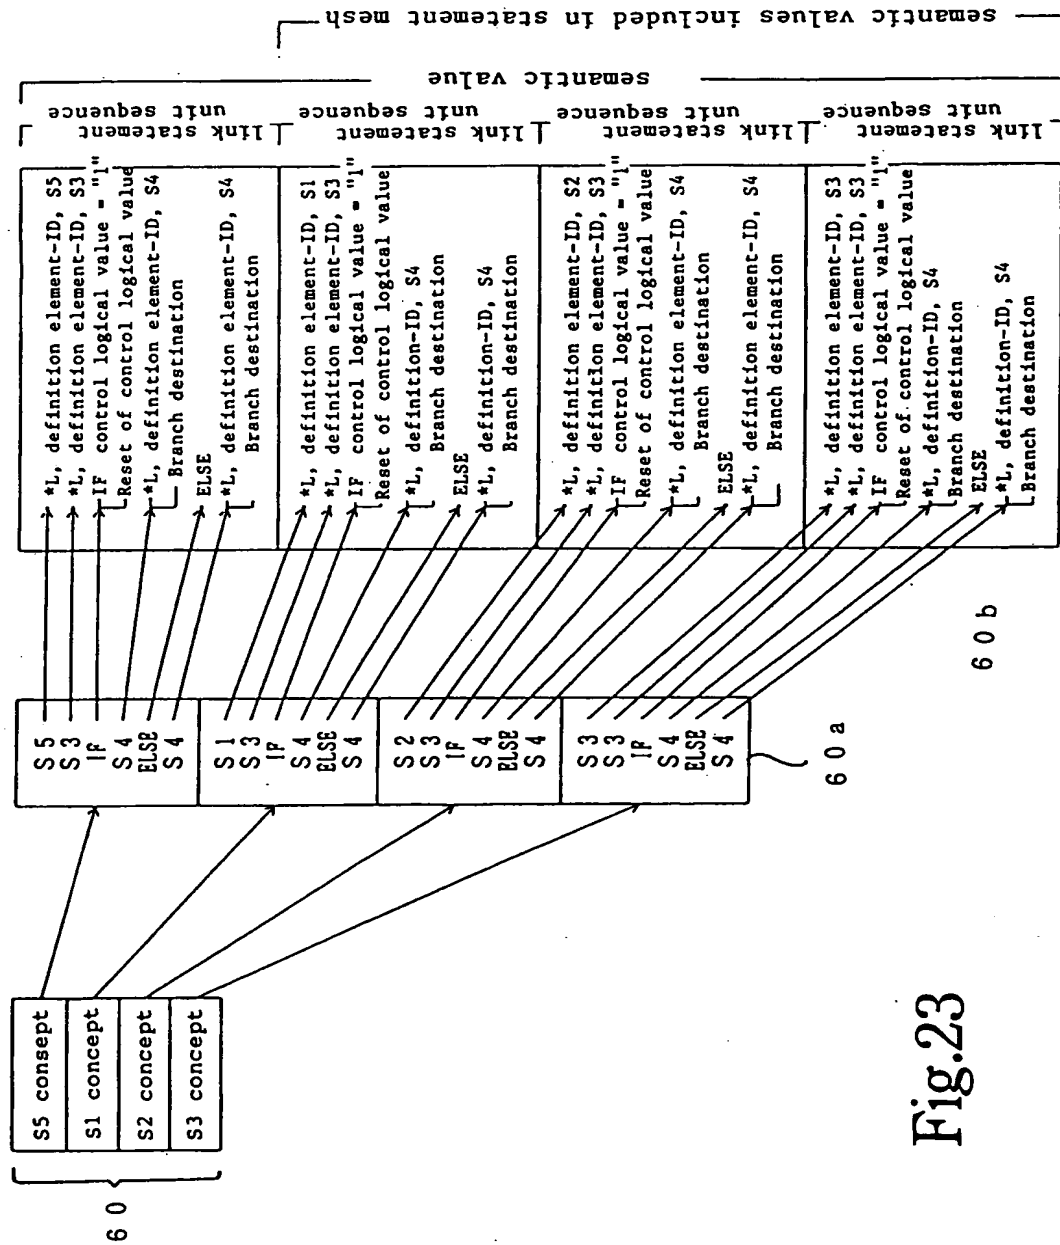 60
S5 consept
S1 concept
S2 concept
S3 concept
S5
S3
IF
S4
ELSE
S4
S1
S3
IF
S4
ELSE
S4
S2
S3
IF
S4
ELSE
S4
S3
S3
IF
S4
ELSE
S4
60a
*L, definition element-ID, S5
*L, definition element-ID, S3
IF control logical value = "1"
Reset of control logical value
*L, definition element-ID, S4
Branch destination
ELSE
*L, definition element-ID, S4
Branch destination
*L, definition element-ID, S1
*L, definition element-ID, S3
IF control logical value = "1"
Reset of control logical value
*L, definition-ID, S4
Branch destination
ELSE
*L, definition-ID, S4
Branch destination
*L, definition element-ID, S2
*L, definition element-ID, S3
IF control logical value = "1"
Reset of control logical value
*L, definition element-ID, S4
Branch destination
ELSE
*L, definition element-ID, S4
Branch destination
*L, definition element-ID, S3
*L, definition element-ID, S3
IF control logical value = "1"
Reset of control logical value
*L, definition-ID, S4
Branch destination
ELSE
*L, definition-ID, S4
Branch destination
60b
link statement
unit sequence
link statement
unit sequence
link statement
unit sequence
link statement
unit sequence
semantic value
semantic values included in statement mesh
Fig.23